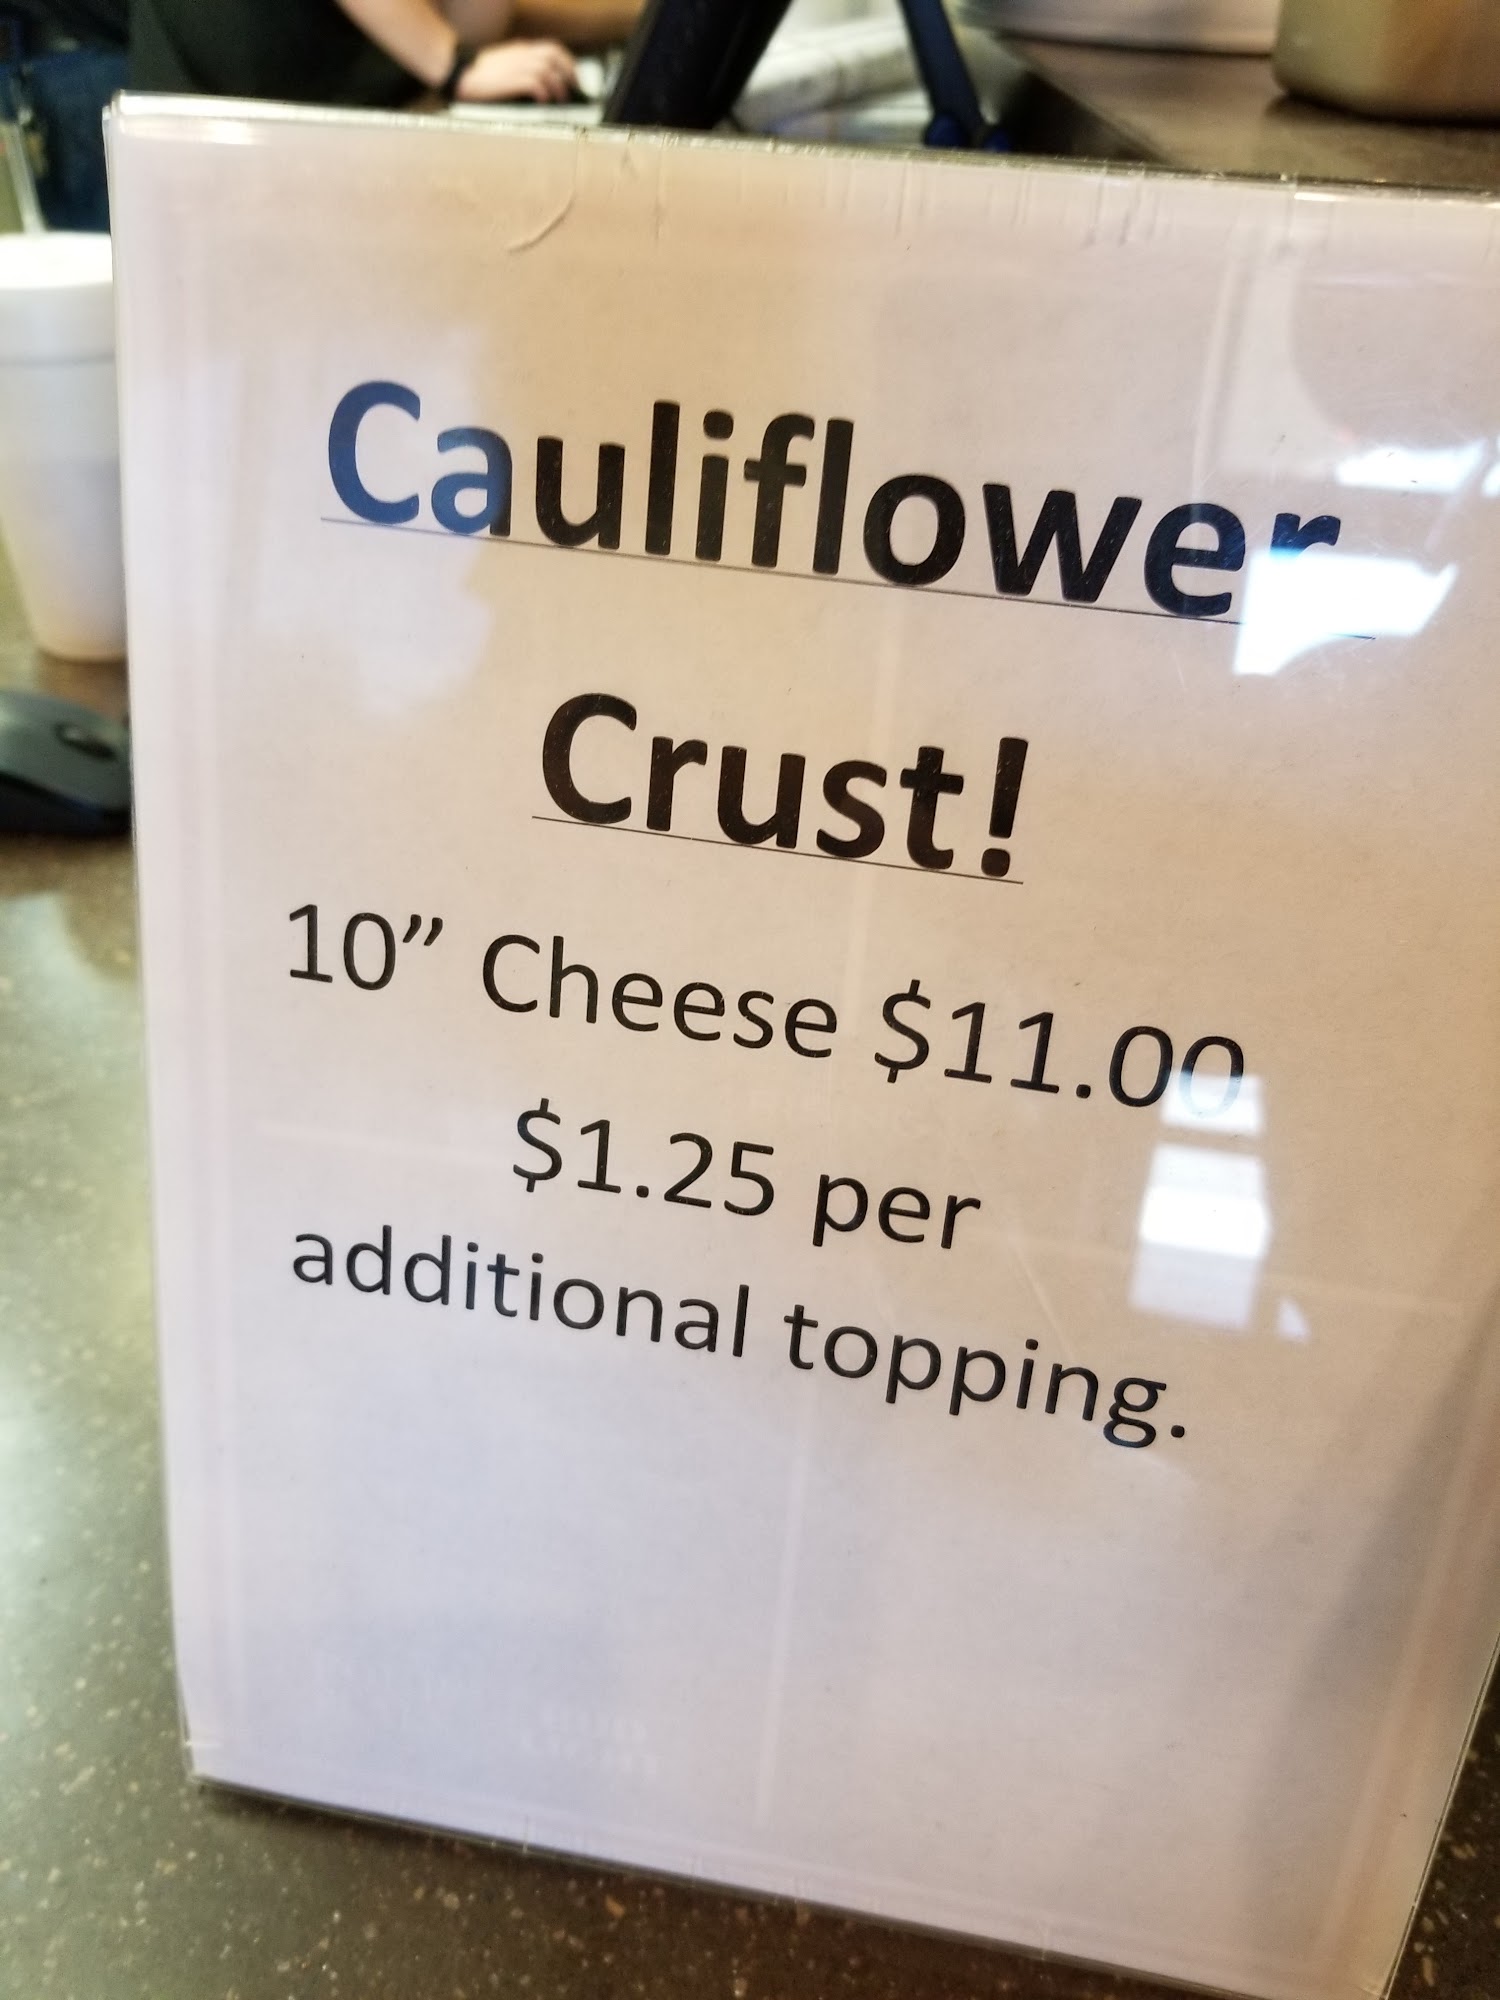 Cauliflower
Crust!
10” Cheese $11.00
$1.25 per
additional topping.